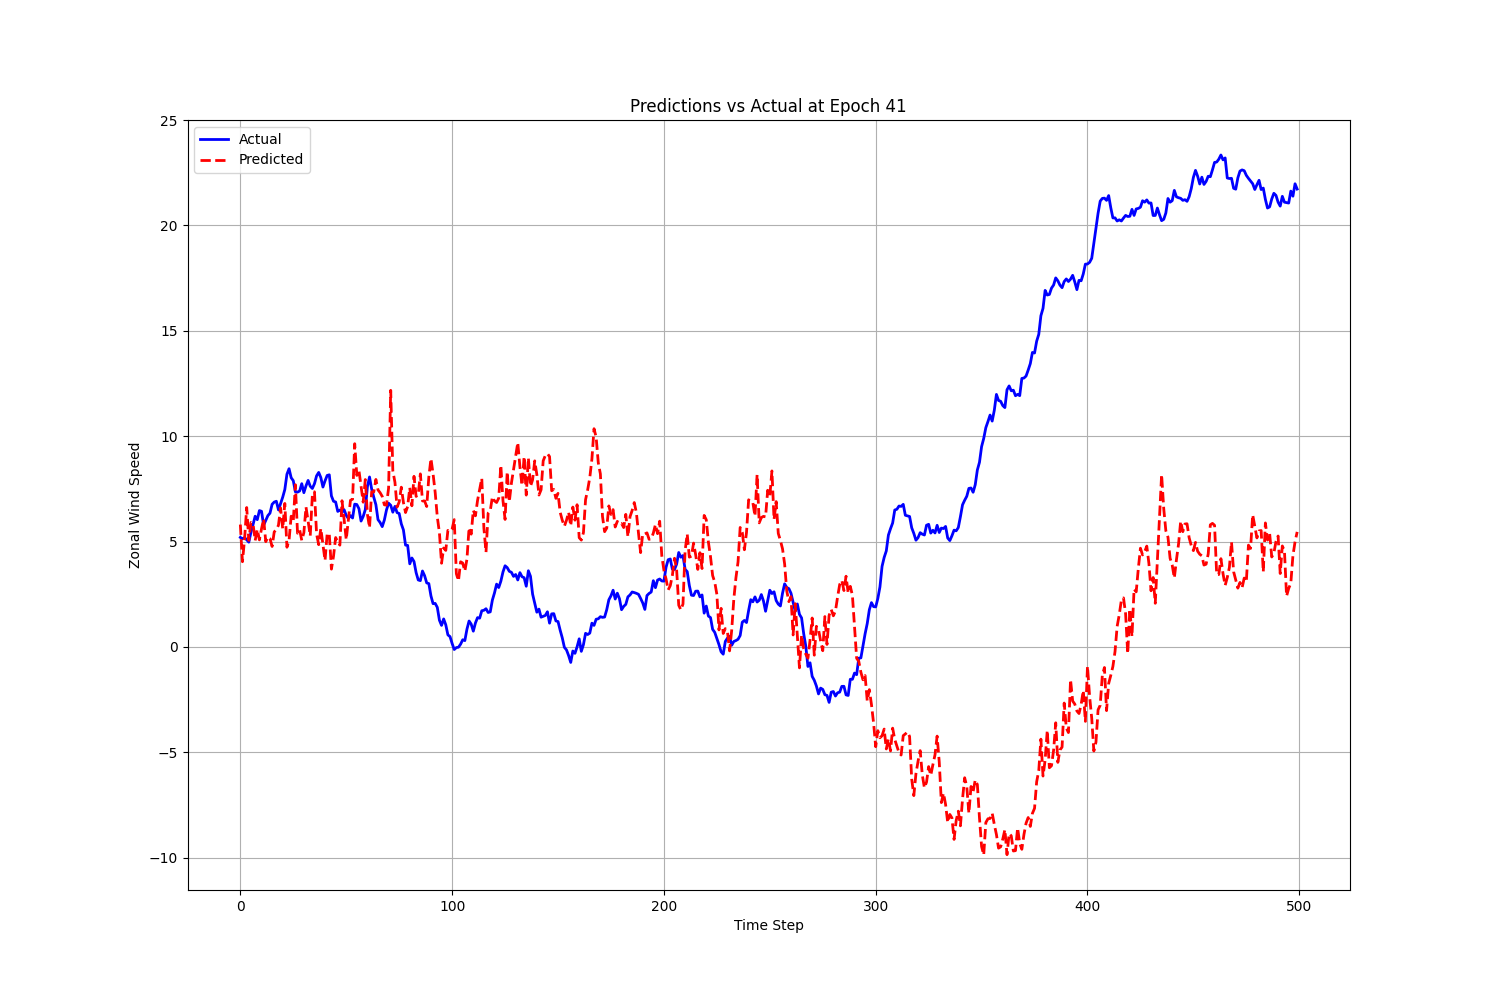 Predictions vs Actual at Epoch 41
Actual
Predicted
Zonal Wind Speed
25
20
15
10
5
0
−5
−10
0 100 200 300 400 500
Time Step